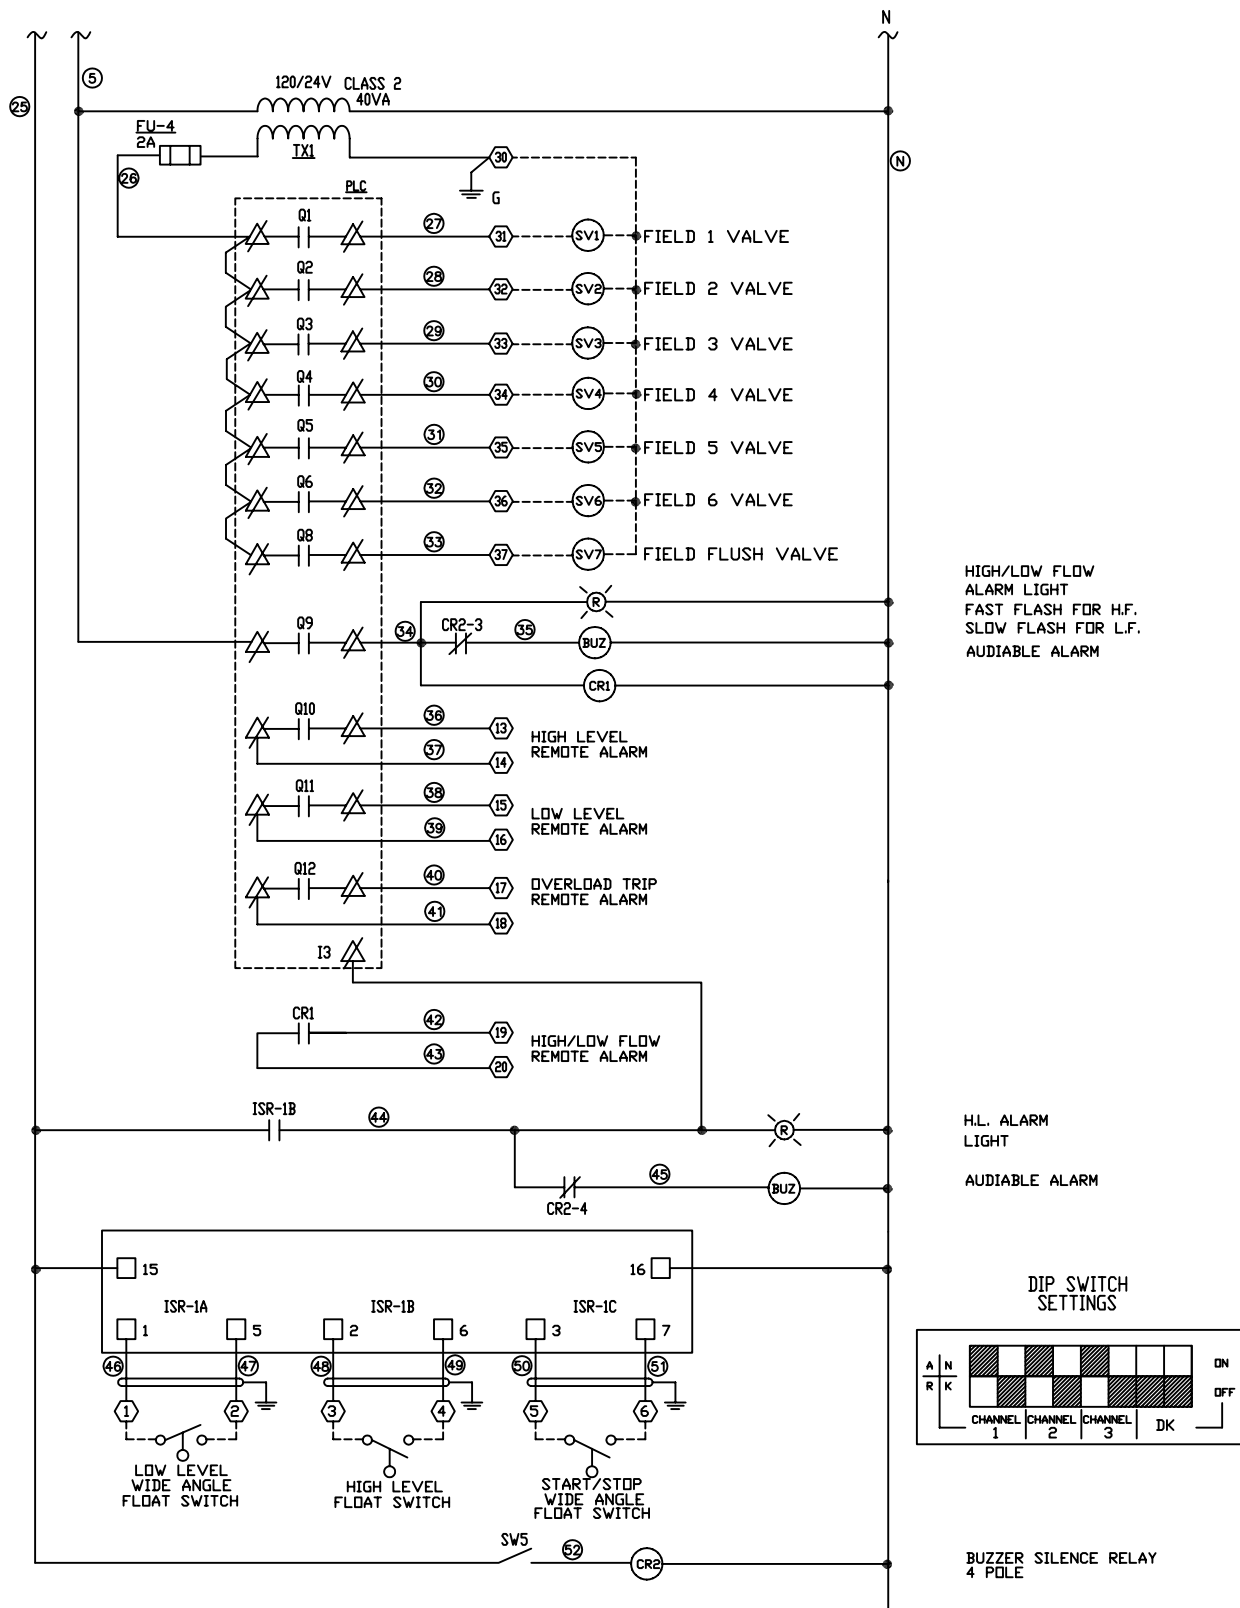 N
5
25
120/24V CLASS 2
40VA
FU-4
2A
TX1
26
30
G
N
PLC
Q1 27 31 SV1 FIELD 1 VALVE
Q2 28 32 SV2 FIELD 2 VALVE
Q3 29 33 SV3 FIELD 3 VALVE
Q4 30 34 SV4 FIELD 4 VALVE
Q5 31 35 SV5 FIELD 5 VALVE
Q6 32 36 SV6 FIELD 6 VALVE
Q8 33 37 SV7 FIELD FLUSH VALVE
R
HIGH/LOW FLOW
ALARM LIGHT
FAST FLASH FOR H.F.
SLOW FLASH FOR L.F.
Q9 34 CR2-3 35 BUZ
AUDIABLE ALARM
CR1
Q10 36 13
37 14
HIGH LEVEL
REMOTE ALARM
Q11 38 15
39 16
LOW LEVEL
REMOTE ALARM
Q12 40 17
41 18
OVERLOAD TRIP
REMOTE ALARM
I3
CR1 42 19
43 20
HIGH/LOW FLOW
REMOTE ALARM
ISR-1B 44 R
H.L. ALARM
LIGHT
CR2-4 45 BUZ
AUDIABLE ALARM
15 16
ISR-1A ISR-1B ISR-1C
1 5 2 6 3 7
46 47 48 49 50 51
1 2 3 4 5 6
LOW LEVEL
WIDE ANGLE
FLOAT SWITCH
HIGH LEVEL
FLOAT SWITCH
START/STOP
WIDE ANGLE
FLOAT SWITCH
DIP SWITCH
SETTINGS
A N
R K
ON
OFF
CHANNEL 1
CHANNEL 2
CHANNEL 3
DK
SW5 52 CR2
BUZZER SILENCE RELAY
4 POLE